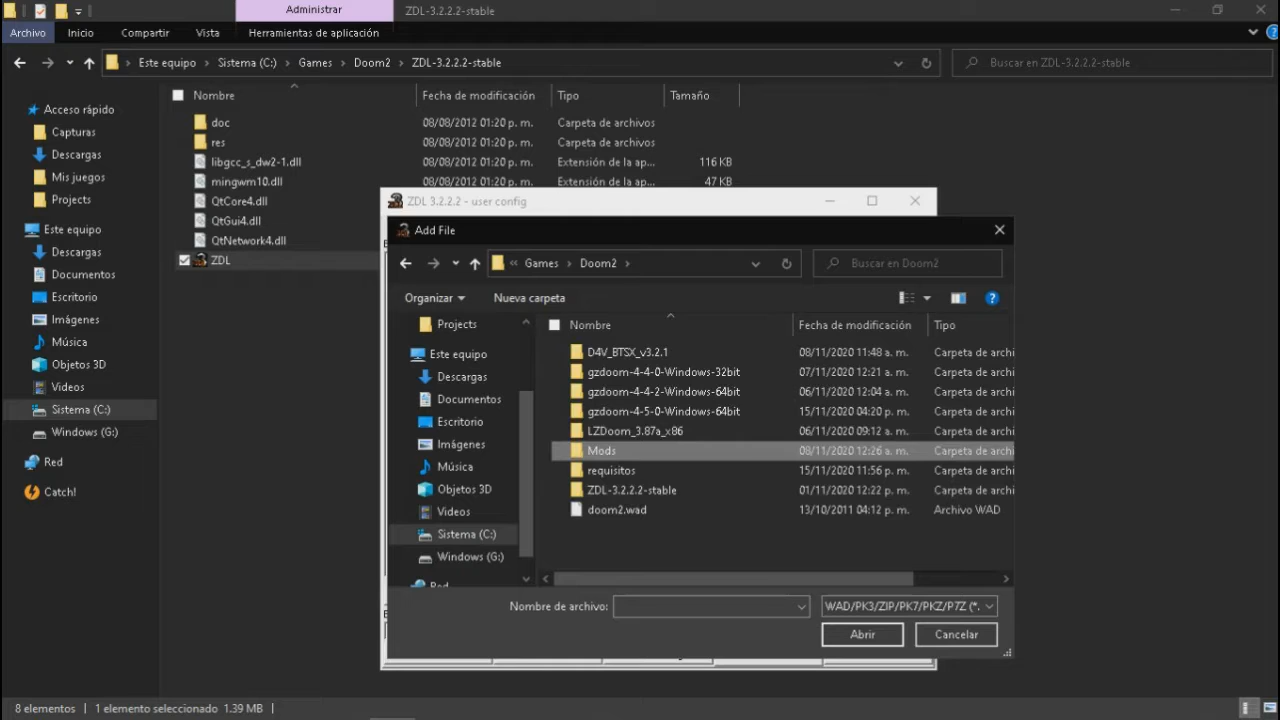 Administrar
ZDL-3.2.2.2-stable
Archivo
Inicio
Compartir
Vista
Herramientas de aplicación
Este equipo
Sistema (C:)
Games
Doom2
ZDL-3.2.2.2-stable
Buscar en ZDL-3.2.2.2-stable
Acceso rápido
Capturas
Descargas
Mis juegos
Projects
Este equipo
Descargas
Documentos
Escritorio
Imágenes
Música
Objetos 3D
Videos
Sistema (C:)
Windows (G:)
Red
Catch!
Nombre Fecha de modificación Tipo Tamaño
doc 08/08/2012 01:20 p. m. Carpeta de archivos
res 08/08/2012 01:20 p. m. Carpeta de archivos
libgcc_s_dw2-1.dll 08/08/2012 01:20 p. m. Extensión de la ap... 116 KB
mingwm10.dll 08/08/2012 01:20 p. m. Extensión de la ap... 47 KB
QtCore4.dll
QtGui4.dll
QtNetwork4.dll
ZDL
ZDL 3.2.2.2 - user config
Add File
« Games
Doom2
Buscar en Doom2
Organizar
Nueva carpeta
Projects
Este equipo
Descargas
Documentos
Escritorio
Imágenes
Música
Objetos 3D
Videos
Sistema (C:)
Windows (G:)
Red
Nombre Fecha de modificación Tipo
D4V_BTSX_v3.2.1 08/11/2020 11:48 a. m. Carpeta de archi
gzdoom-4-4-0-Windows-32bit 07/11/2020 12:21 a. m. Carpeta de archi
gzdoom-4-4-2-Windows-64bit 06/11/2020 12:04 a. m. Carpeta de archi
gzdoom-4-5-0-Windows-64bit 15/11/2020 04:20 p. m. Carpeta de archi
LZDoom_3.87a_x86 06/11/2020 09:12 a. m. Carpeta de archi
Mods 08/11/2020 12:26 a. m. Carpeta de archi
requisitos 15/11/2020 11:56 p. m. Carpeta de archi
ZDL-3.2.2.2-stable 01/11/2020 12:22 p. m. Carpeta de archi
doom2.wad 13/10/2011 04:12 p. m. Archivo WAD
Nombre de archivo:
WAD/PK3/ZIP/PK7/PKZ/P7Z (*.
Abrir
Cancelar
8 elementos
1 elemento seleccionado 1.39 MB